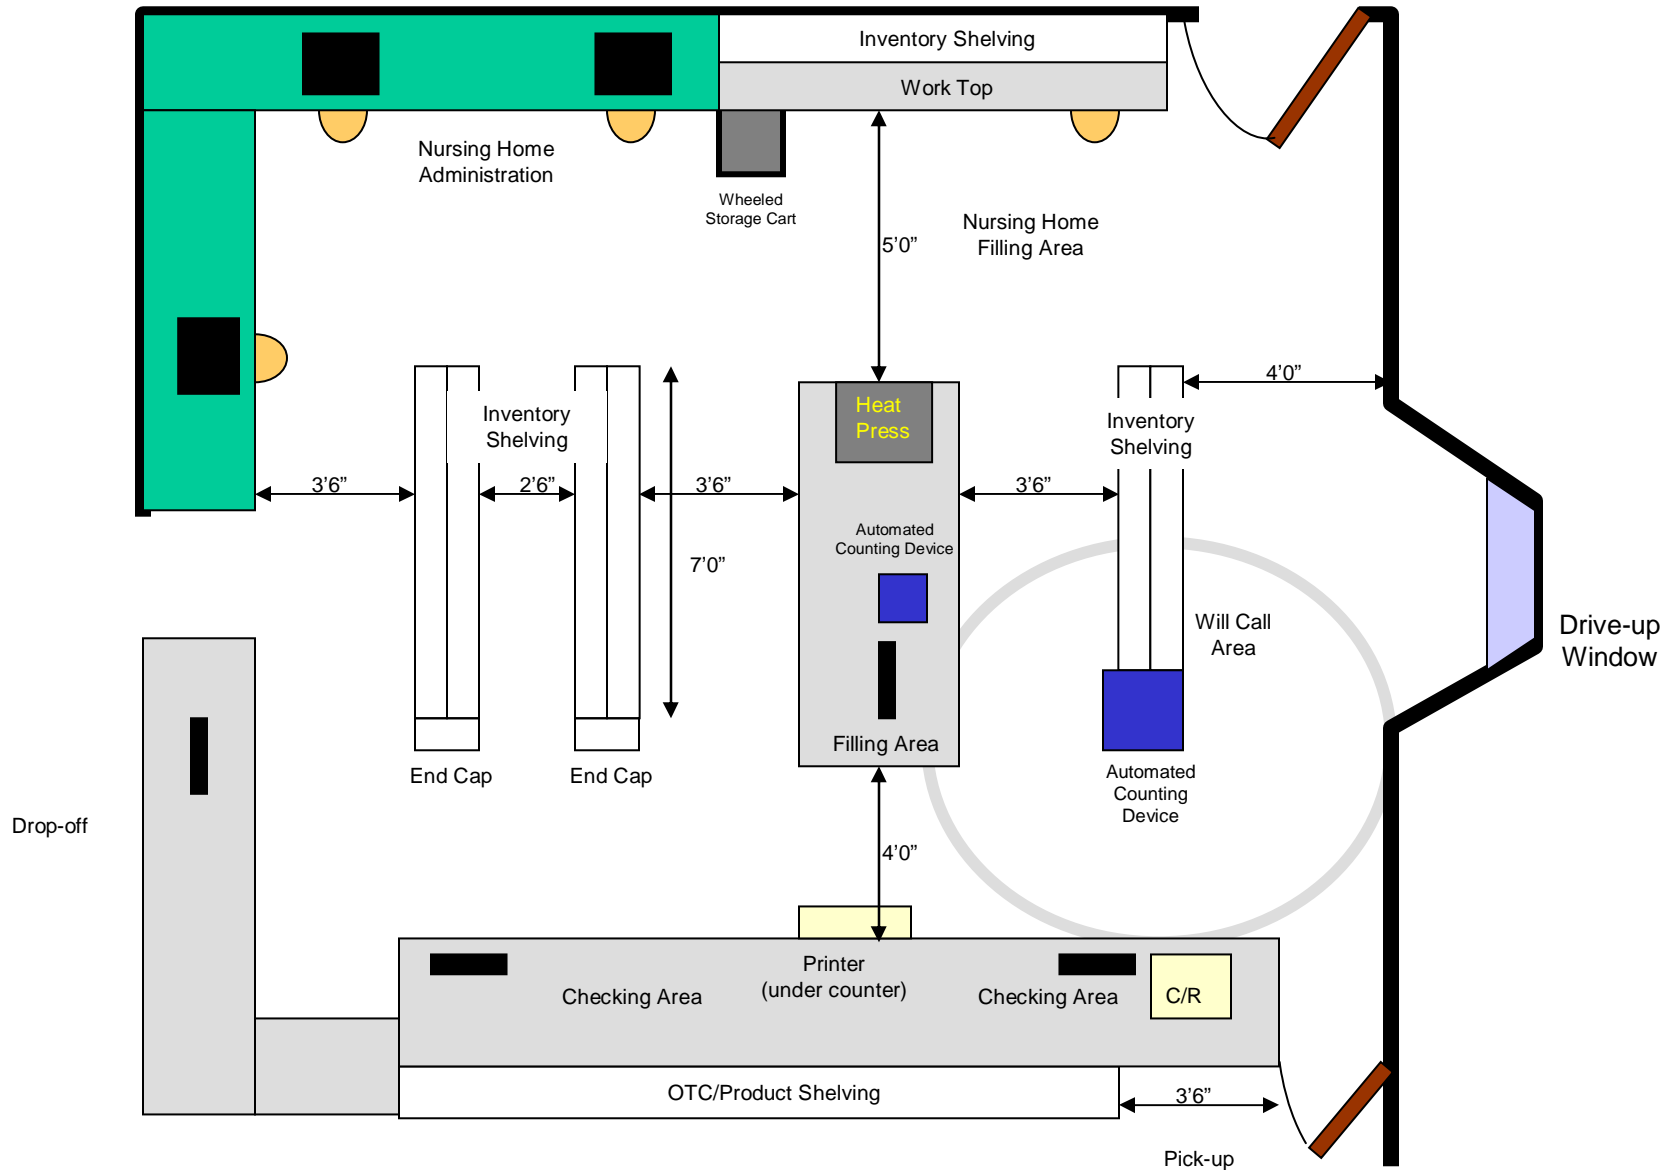 Inventory Shelving
Work Top
Nursing Home
Administration
Wheeled
Storage Cart
Nursing Home
Filling Area
5’0”
4’0”
Heat
Press
Inventory
Shelving
Inventory
Shelving
3’6”
2’6”
3’6”
3’6”
Automated
Counting Device
7’0”
Will Call
Area
Drive-up
Window
Filling Area
End Cap
End Cap
Automated
Counting
Device
Drop-off
4’0”
Printer
(under counter)
Checking Area
Checking Area
C/R
OTC/Product Shelving
3’6”
Pick-up